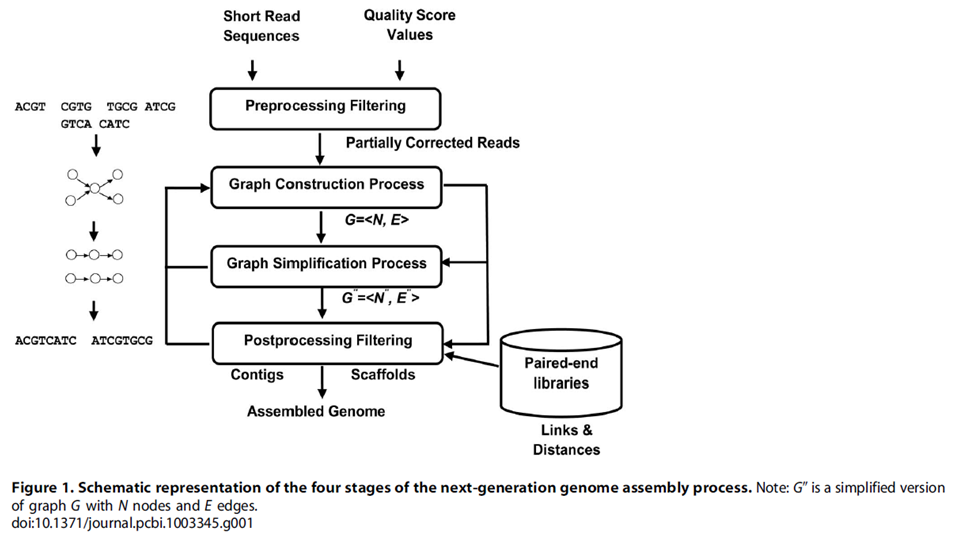 Short Read
Sequences
Quality Score
Values
Preprocessing Filtering
ACGT CGTG TGCG ATCG
GTCA CATC
Partially Corrected Reads
Graph Construction Process
G=<N, E>
Graph Simplification Process
G''=<N'', E''>
Postprocessing Filtering
ACGTCATC ATCGTGCG
Contigs Scaffolds
Assembled Genome
Paired-end
libraries
Links &
Distances
Figure 1. Schematic representation of the four stages of the next-generation genome assembly process. Note: G″ is a simplified version
of graph G with N nodes and E edges.
doi:10.1371/journal.pcbi.1003345.g001